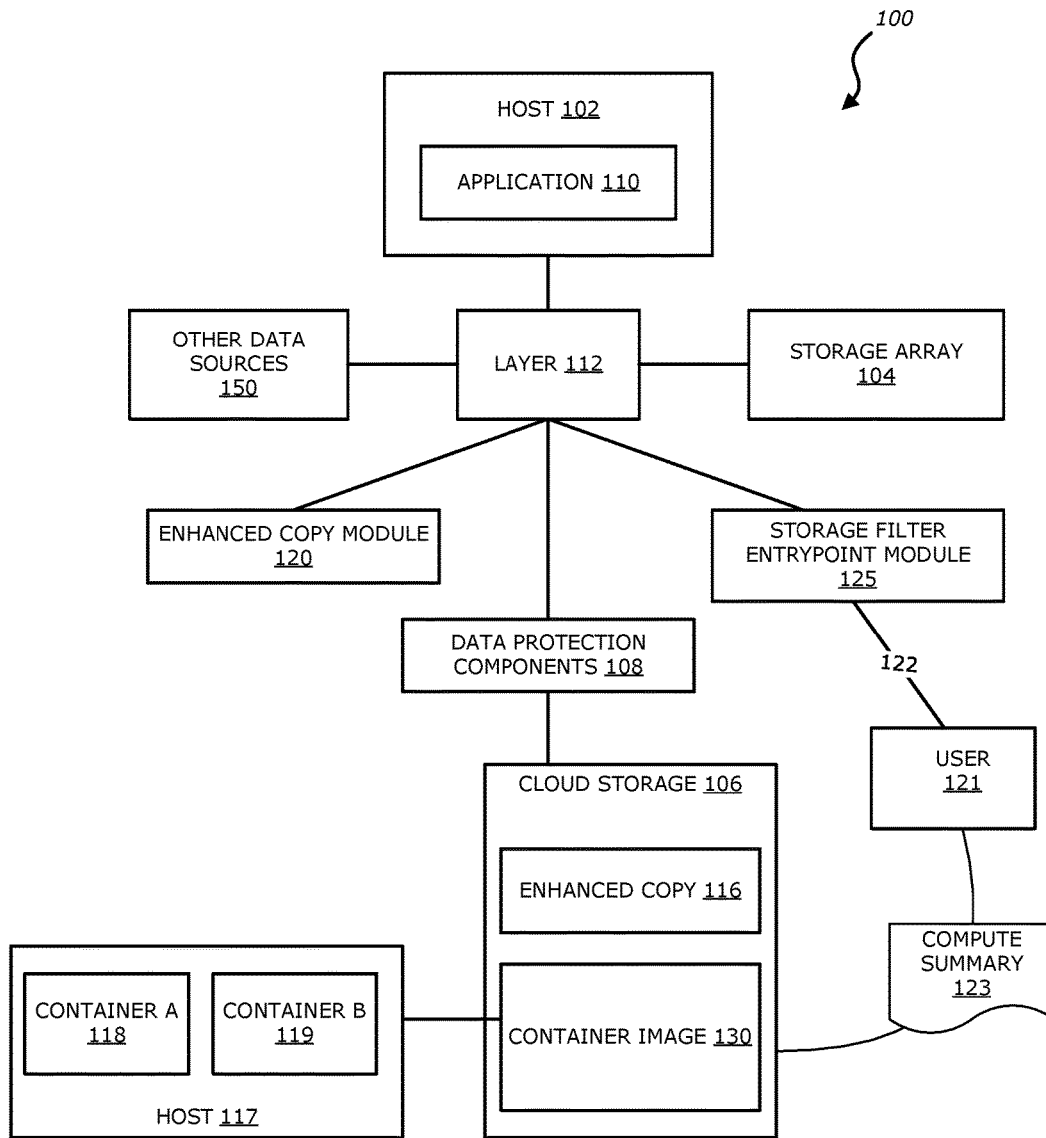 100
HOST 102
APPLICATION 110
OTHER DATA
SOURCES
150
LAYER 112
STORAGE ARRAY
104
ENHANCED COPY MODULE
120
STORAGE FILTER
ENTRYPOINT MODULE
125
DATA PROTECTION
COMPONENTS 108
122
USER
121
CLOUD STORAGE 106
ENHANCED COPY 116
COMPUTE
SUMMARY
123
CONTAINER A
118
CONTAINER B
119
CONTAINER IMAGE 130
HOST 117